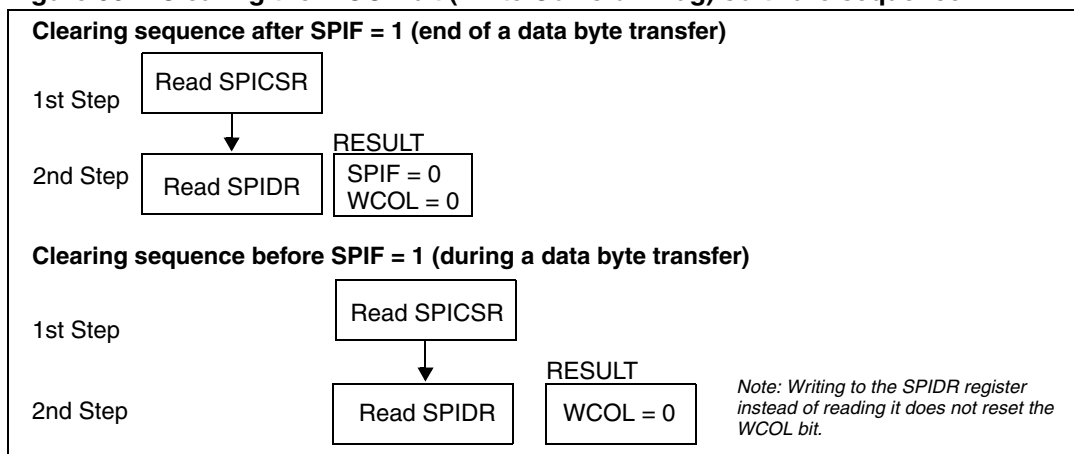 Clearing sequence after SPIF = 1 (end of a data byte transfer)
1st Step
Read SPICSR
RESULT
2nd Step
Read SPIDR
SPIF = 0
WCOL = 0
Clearing sequence before SPIF = 1 (during a data byte transfer)
1st Step
Read SPICSR
RESULT
2nd Step
Read SPIDR
WCOL = 0
Note: Writing to the SPIDR register
instead of reading it does not reset the
WCOL bit.